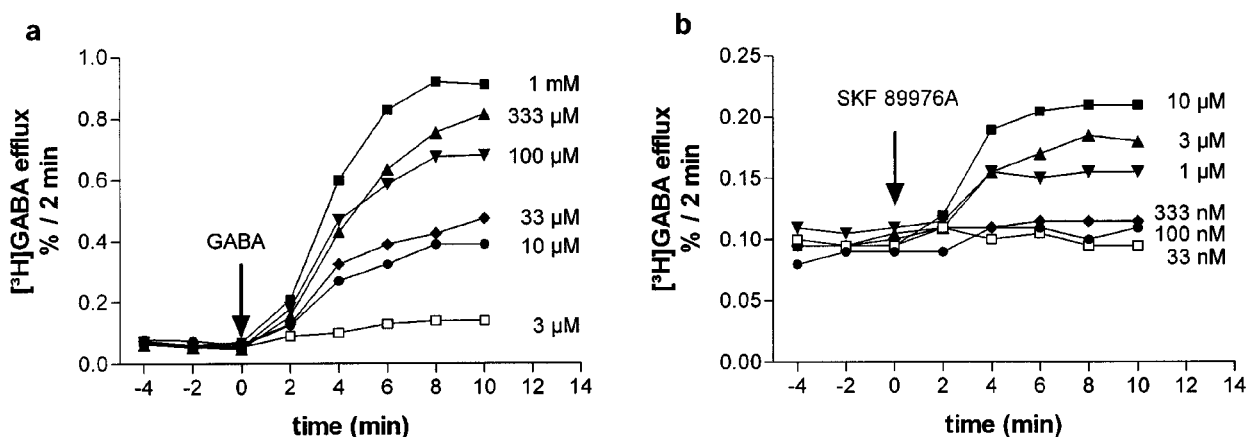 a
[³H]GABA efflux
% / 2 min
1.0
0.8
0.6
0.4
0.2
0.0
GABA
1 mM
333 µM
100 µM
33 µM
10 µM
3 µM
-4 -2 0 2 4 6 8 10 12 14
time (min)
b
[³H]GABA efflux
% / 2 min
0.25
0.20
0.15
0.10
0.05
0.00
SKF 89976A
10 µM
3 µM
1 µM
333 nM
100 nM
33 nM
-4 -2 0 2 4 6 8 10 12 14
time (min)